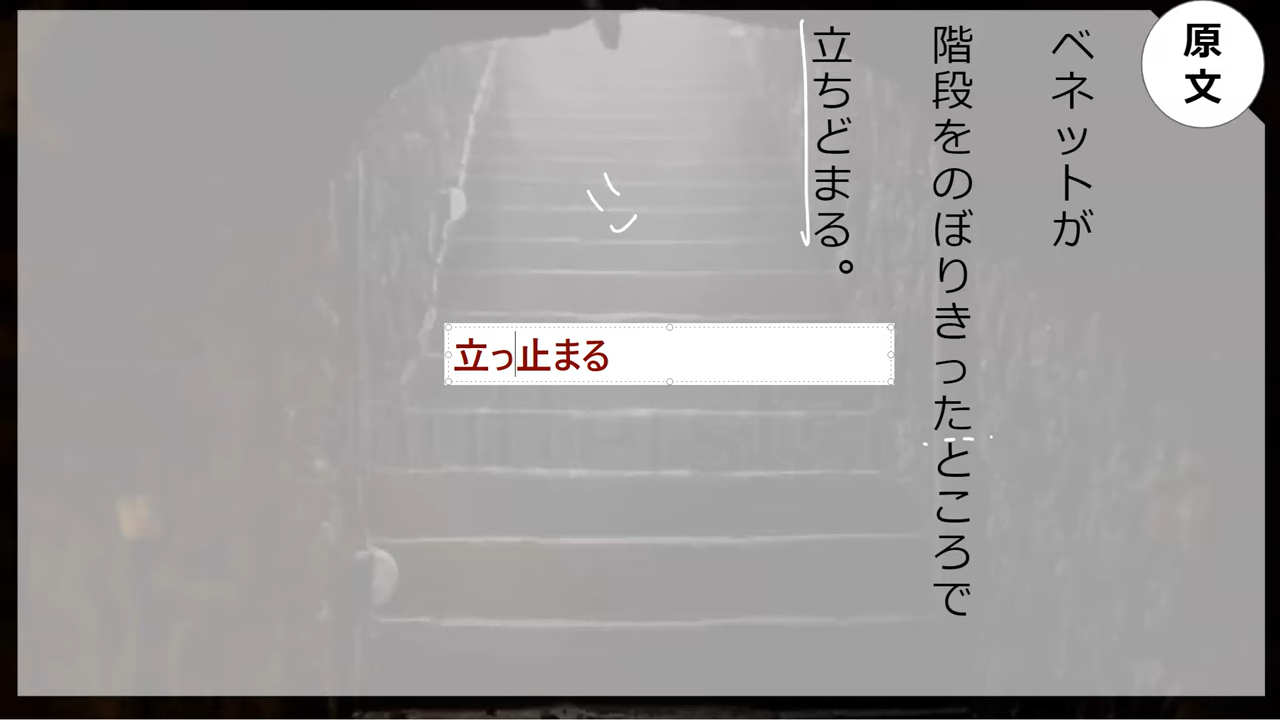 原文
ベネットが
階段をのぼりきったところで
立ちどまる。
立っ止まる